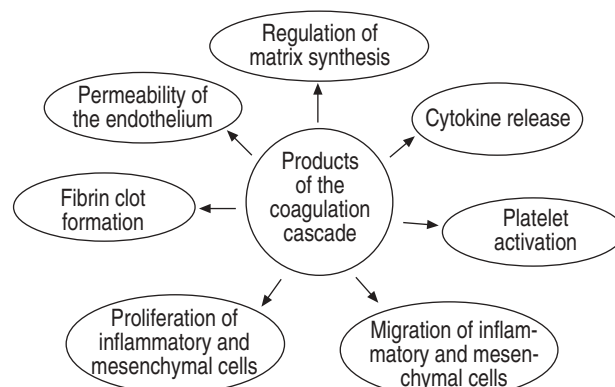 Regulation of
matrix synthesis
Permeability of
the endothelium
Cytokine release
Products
of the
coagulation
cascade
Fibrin clot
formation
Platelet
activation
Proliferation of
inflammatory and
mesenchymal cells
Migration of inflam-
matory and mesen-
chymal cells